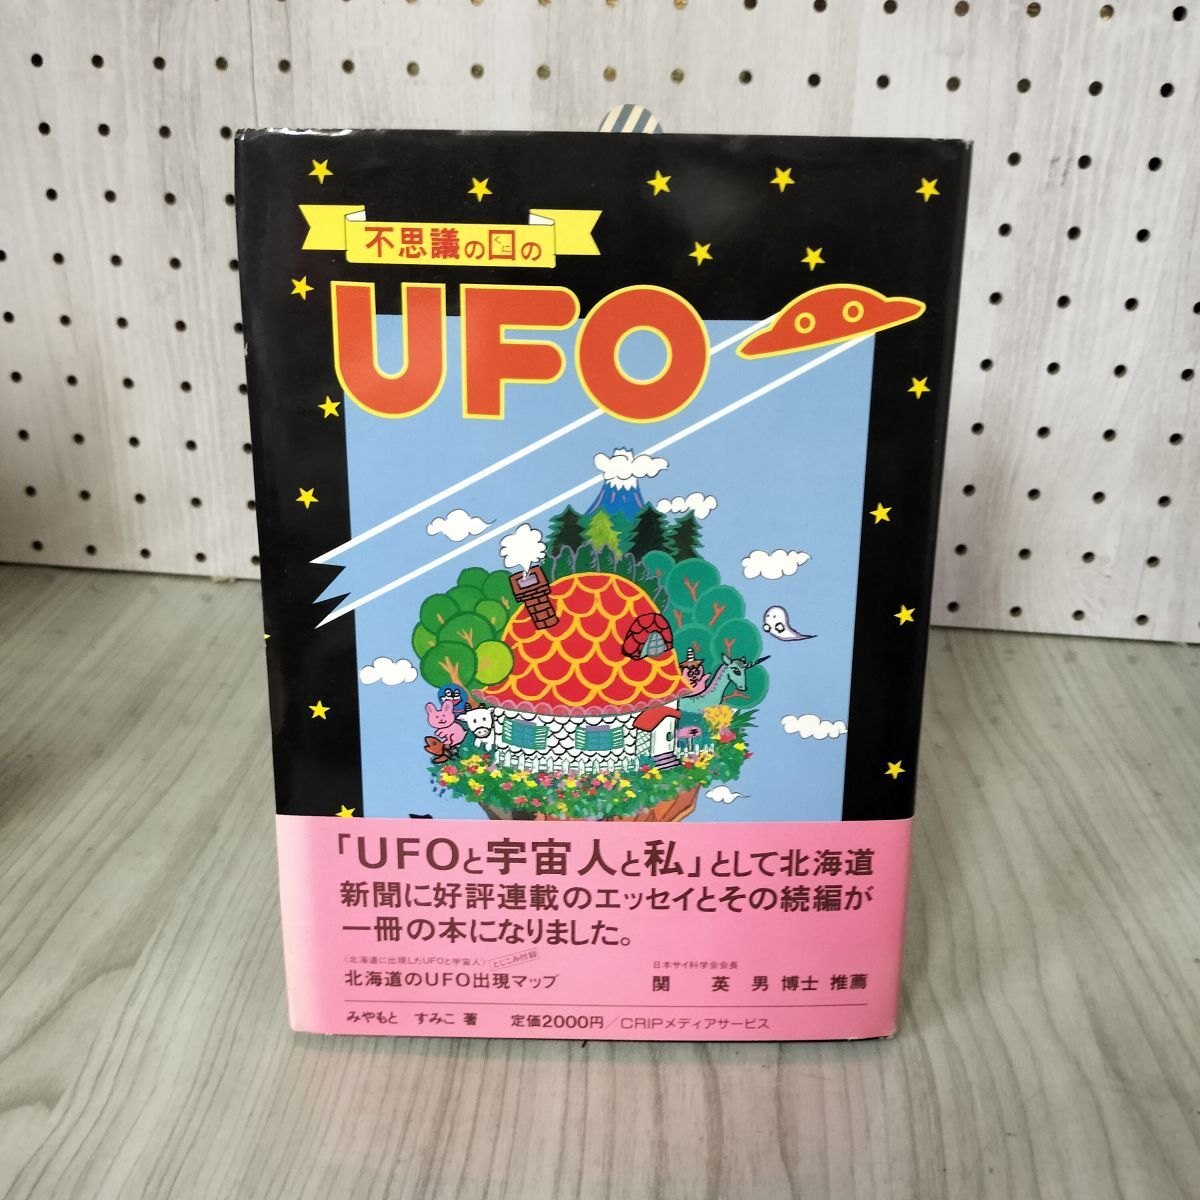 不思議の囗の
くに
UFO
「UFOと宇宙人と私」として北海道
新聞に好評連載のエッセイとその続編が
一冊の本になりました。
〈北海道に出現したUFOと宇宙人〉とじこみ付録
北海道のUFO出現マップ
日本サイ科学会会長
関 英 男 博士 推薦
みやもと すみこ 著 定価2000円/CRIPメディアサービス